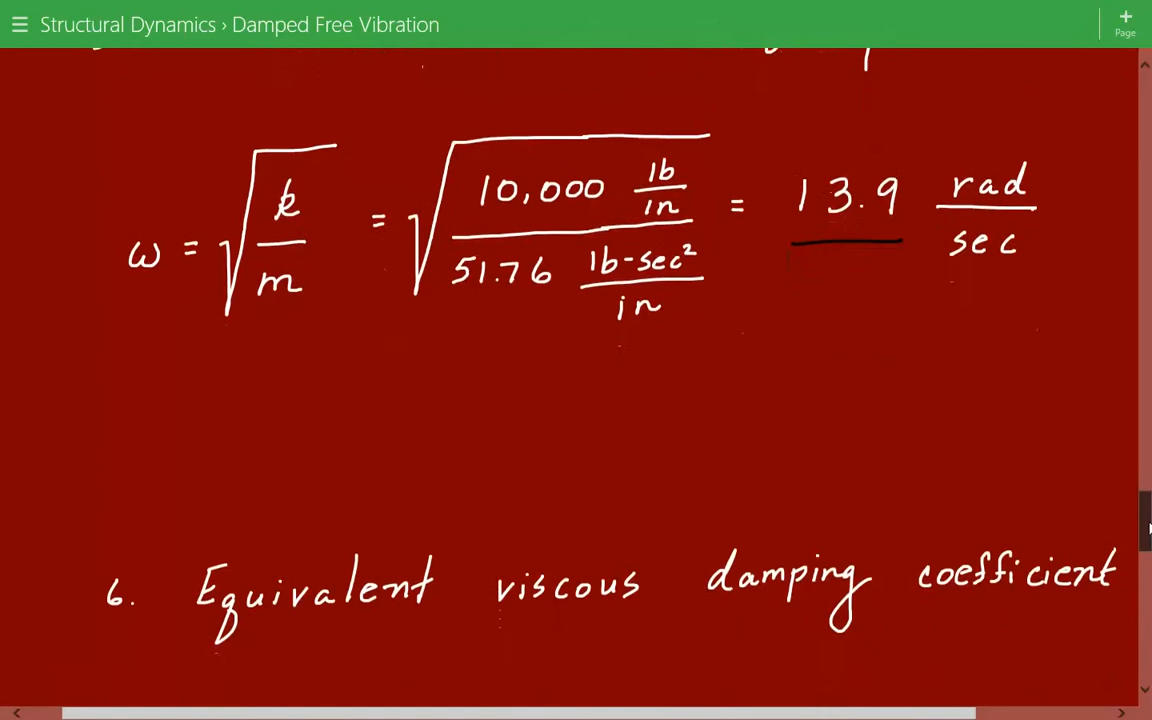 Structural Dynamics › Damped Free Vibration
Page
ω = √(k/m) = √(10,000 lb/in / 51.76 lb-sec²/in) = 13.9 rad/sec
6. Equivalent viscous damping coefficient